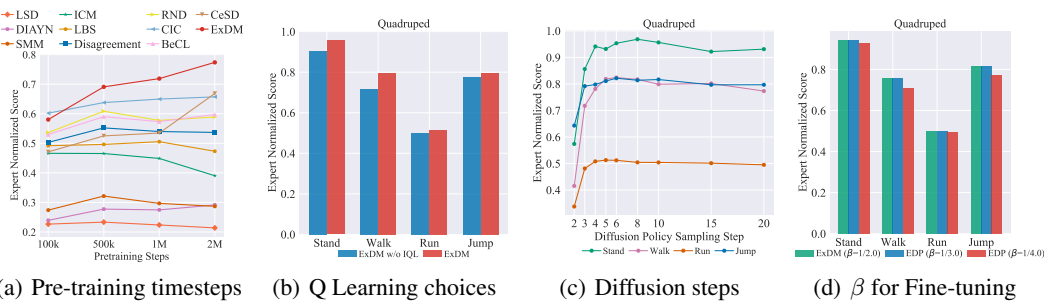 LSD ICM RND CeSD
DIAYN LBS CIC ExDM
SMM Disagreement BeCL
Expert Normalized Score
0.8
0.7
0.6
0.5
0.4
0.3
0.2
100k 500k 1M 2M
Pretraining Steps
(a) Pre-training timesteps
Quadruped
Expert Normalized Score
1.0
0.8
0.6
0.4
0.2
0.0
Stand Walk Run Jump
ExDM w/o IQL ExDM
(b) Q Learning choices
Quadruped
Expert Normalized Score
1.0
0.9
0.8
0.7
0.6
0.5
0.4
2 3 4 5 6 8 10 15 20
Diffusion Policy Sampling Step
Stand Walk Run Jump
(c) Diffusion steps
Quadruped
Expert Normalized Score
1.0
0.8
0.6
0.4
0.2
0.0
Stand Walk Run Jump
ExDM (β=1/2.0) EDP (β=1/3.0) EDP (β=1/4.0)
(d) β for Fine-tuning